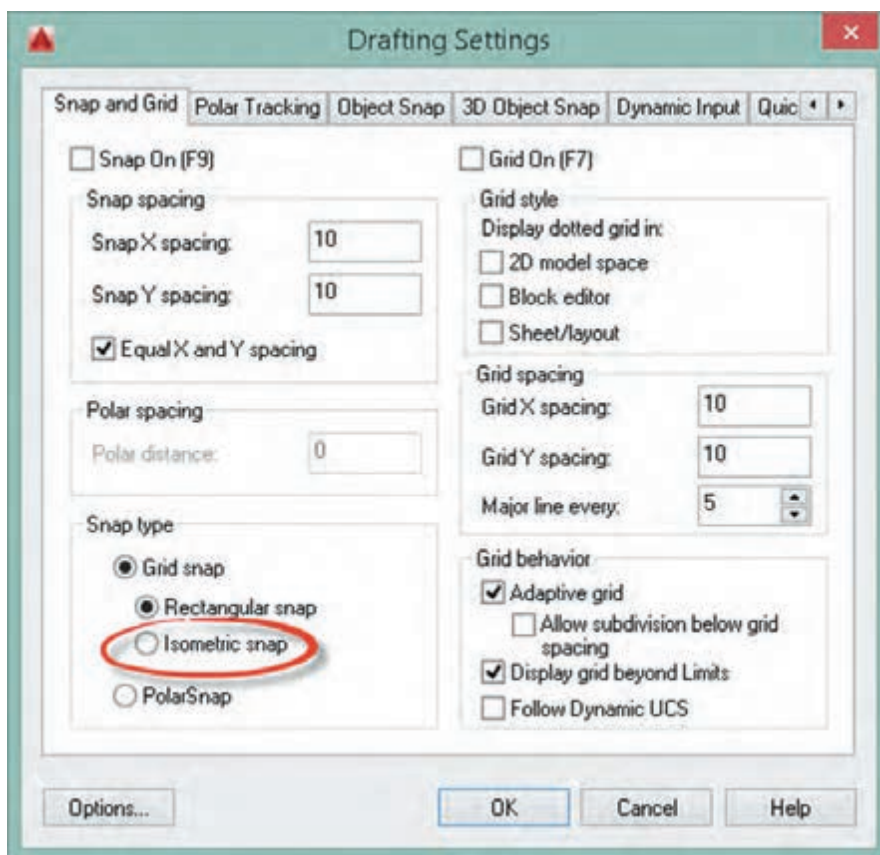 Drafting Settings
Snap and Grid
Polar Tracking
Object Snap
3D Object Snap
Dynamic Input
Quic
Snap On (F9)
Snap spacing
Snap X spacing:
10
Snap Y spacing:
10
Equal X and Y spacing
Polar spacing
Polar distance:
0
Snap type
Grid snap
Rectangular snap
Isometric snap
PolarSnap
Grid On (F7)
Grid style
Display dotted grid in:
2D model space
Block editor
Sheet/layout
Grid spacing
Grid X spacing:
10
Grid Y spacing:
10
Major line every:
5
Grid behavior
Adaptive grid
Allow subdivision below grid
spacing
Display grid beyond Limits
Follow Dynamic UCS
Options...
OK
Cancel
Help